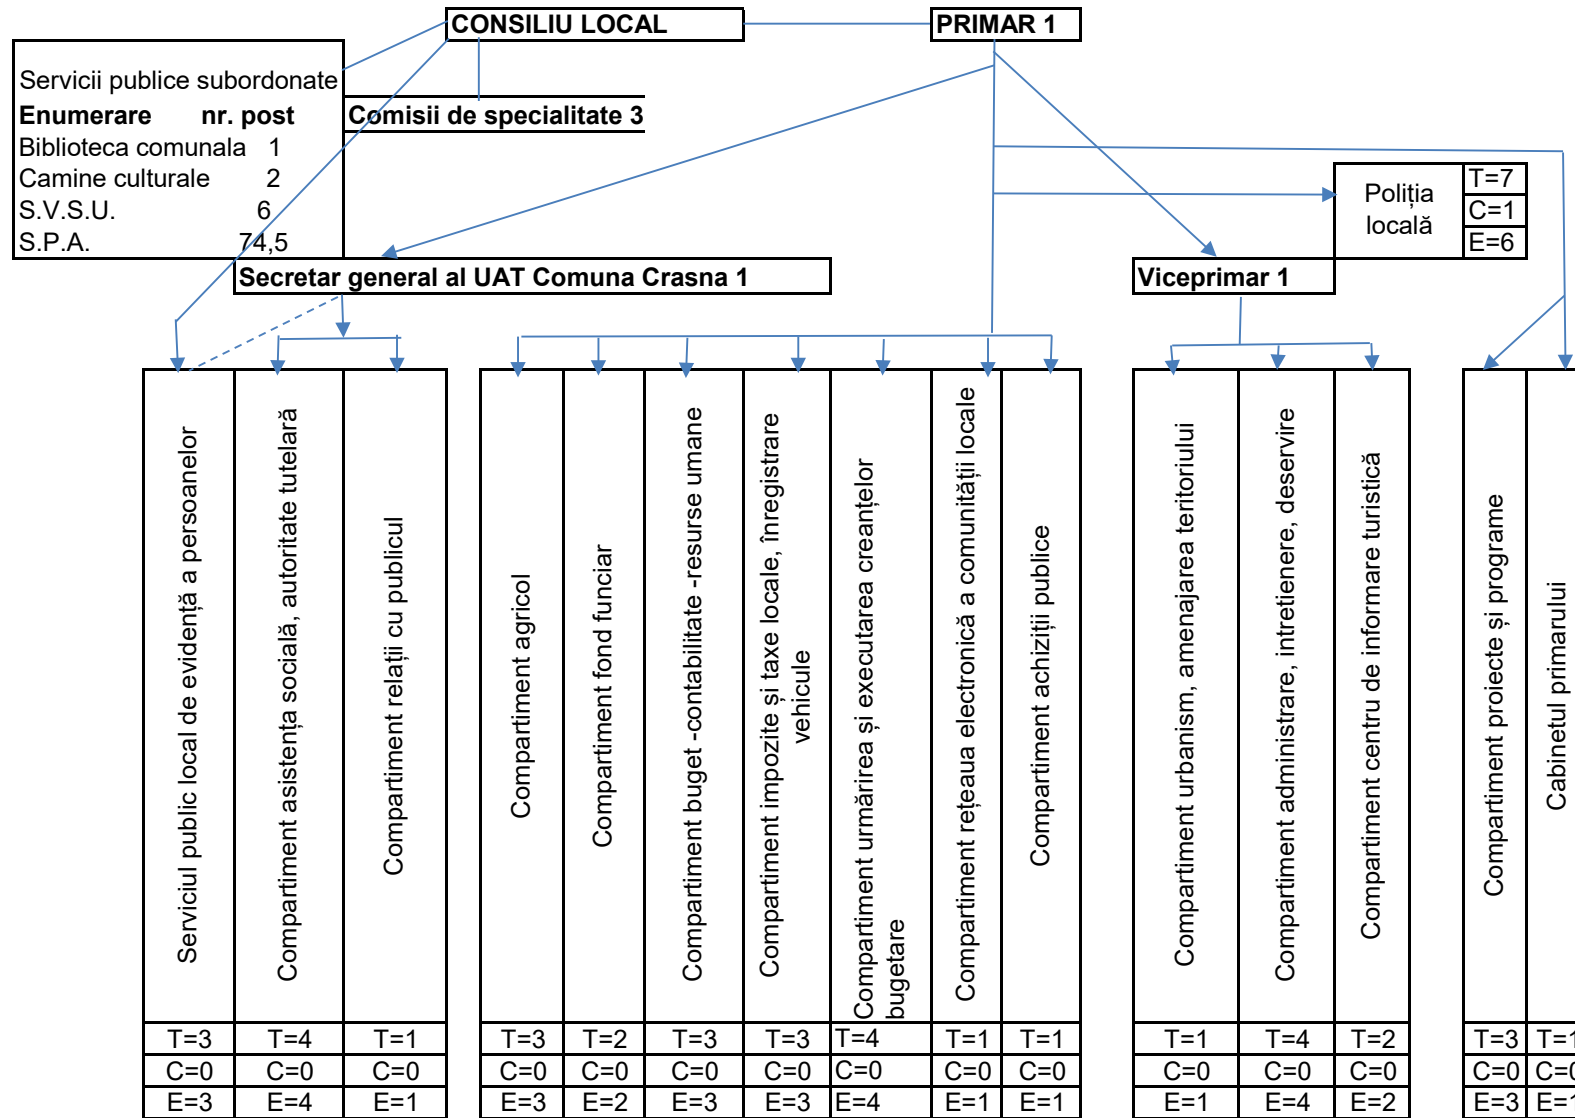 CONSILIU LOCAL
PRIMAR 1
Servicii publice subordonate
Enumerare nr. post
Biblioteca comunala 1
Camine culturale 2
S.V.S.U. 6
S.P.A. 74,5
Comisii de specialitate 3
Poliția
locală
T=7
C=1
E=6
Secretar general al UAT Comuna Crasna 1
Viceprimar 1
Serviciul public local de evidență a persoanelor
Compartiment asistența socială, autoritate tutelară
Compartiment relații cu publicul
Compartiment agricol
Compartiment fond funciar
Compartiment buget -contabilitate -resurse umane
Compartiment impozite și taxe locale, înregistrare
vehicule
Compartiment urmărirea și executarea creanțelor
bugetare
Compartiment rețeaua electronică a comunității locale
Compartiment achiziții publice
Compartiment urbanism, amenajarea teritoriului
Compartiment administrare, intretienere, deservire
Compartiment centru de informare turistică
Compartiment proiecte și programe
Cabinetul primarului
T=3 T=4 T=1 T=3 T=2 T=3 T=3 T=4 T=1 T=1 T=1 T=4 T=2 T=3 T=1
C=0 C=0 C=0 C=0 C=0 C=0 C=0 C=0 C=0 C=0 C=0 C=0 C=0 C=0 C=0
E=3 E=4 E=1 E=3 E=2 E=3 E=3 E=4 E=1 E=1 E=1 E=4 E=2 E=3 E=1